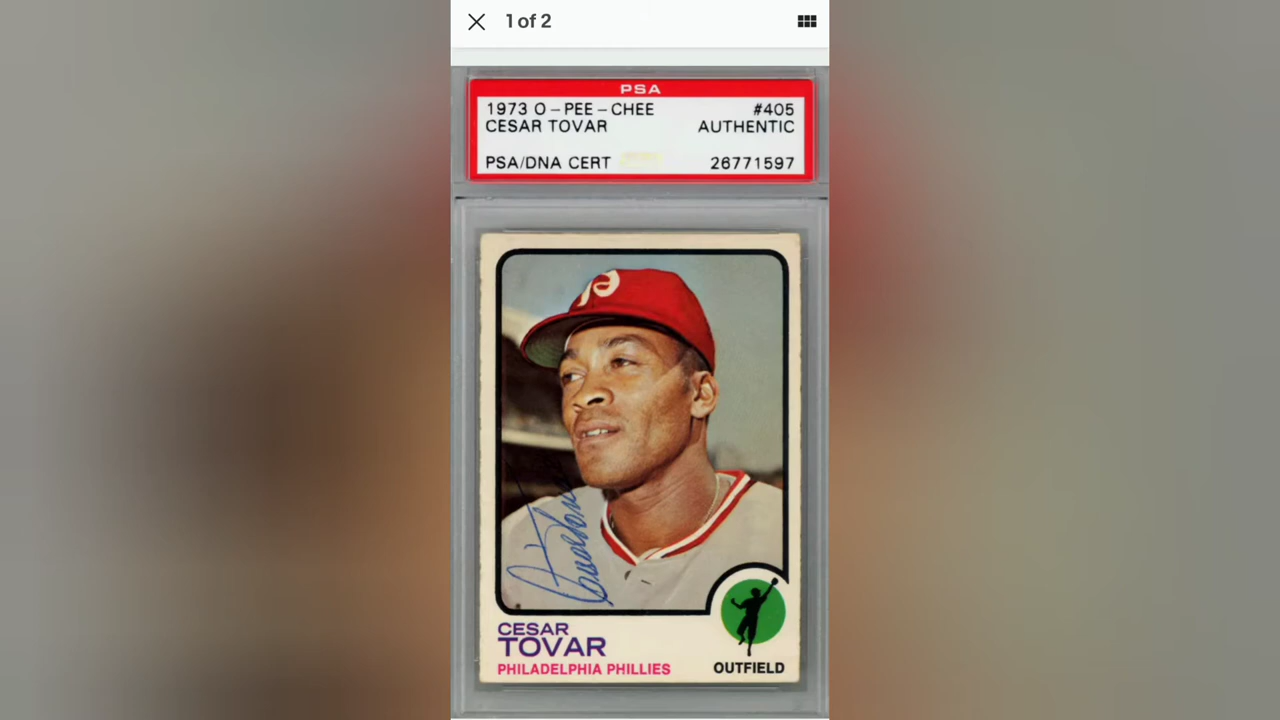 1 of 2
PSA
1973 O-PEE-CHEE #405
CESAR TOVAR AUTHENTIC
PSA/DNA CERT 26771597
P
CESAR
TOVAR
PHILADELPHIA PHILLIES
OUTFIELD